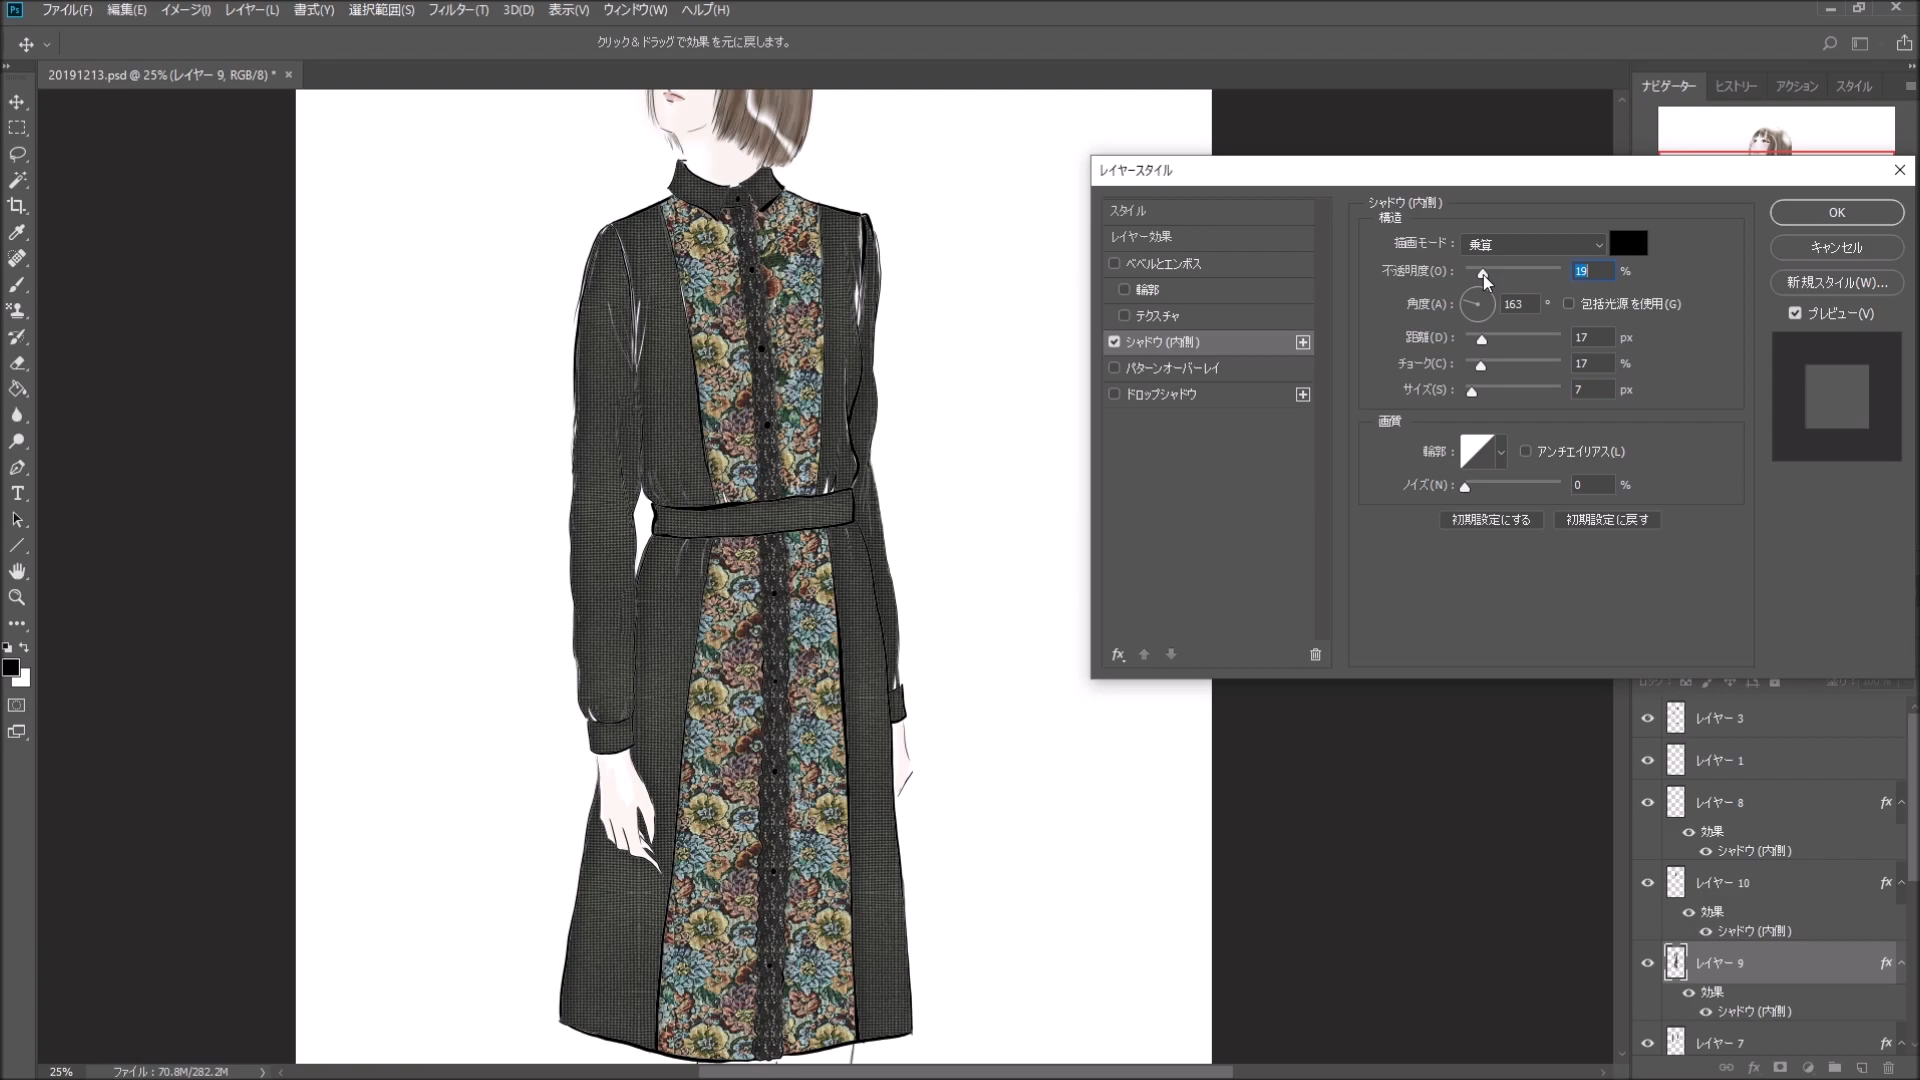 Ps ファイル(F) 編集(E) イメージ(I) レイヤー(L) 書式(Y) 選択範囲(S) フィルター(T) 3D(D) 表示(V) ウィンドウ(W) ヘルプ(H)
クリック＆ドラッグで効果を元に戻します。
20191213.psd @ 25% (レイヤー 9, RGB/8) *
ナビゲーター ヒストリー アクション スタイル
レイヤースタイル
スタイル
レイヤー効果
ベベルとエンボス
輪郭
テクスチャ
シャドウ (内側)
パターンオーバーレイ
ドロップシャドウ
fx
シャドウ (内側)
構造
描画モード : 乗算
不透明度(O) : 19 %
角度(A) : 163 ° 包括光源を使用(G)
距離(D) : 17 px
チョーク(C) : 17 %
サイズ(S) : 7 px
画質
輪郭 : アンチエイリアス(L)
ノイズ(N) : 0 %
初期設定にする 初期設定に戻す
OK
キャンセル
新規スタイル(W)...
プレビュー(V)
レイヤー 3
レイヤー 1
レイヤー 8 fx
効果
シャドウ (内側)
レイヤー 10 fx
効果
シャドウ (内側)
レイヤー 9 fx
効果
シャドウ (内側)
レイヤー 7 fx
fx
25% ファイル : 70.8M/282.2M